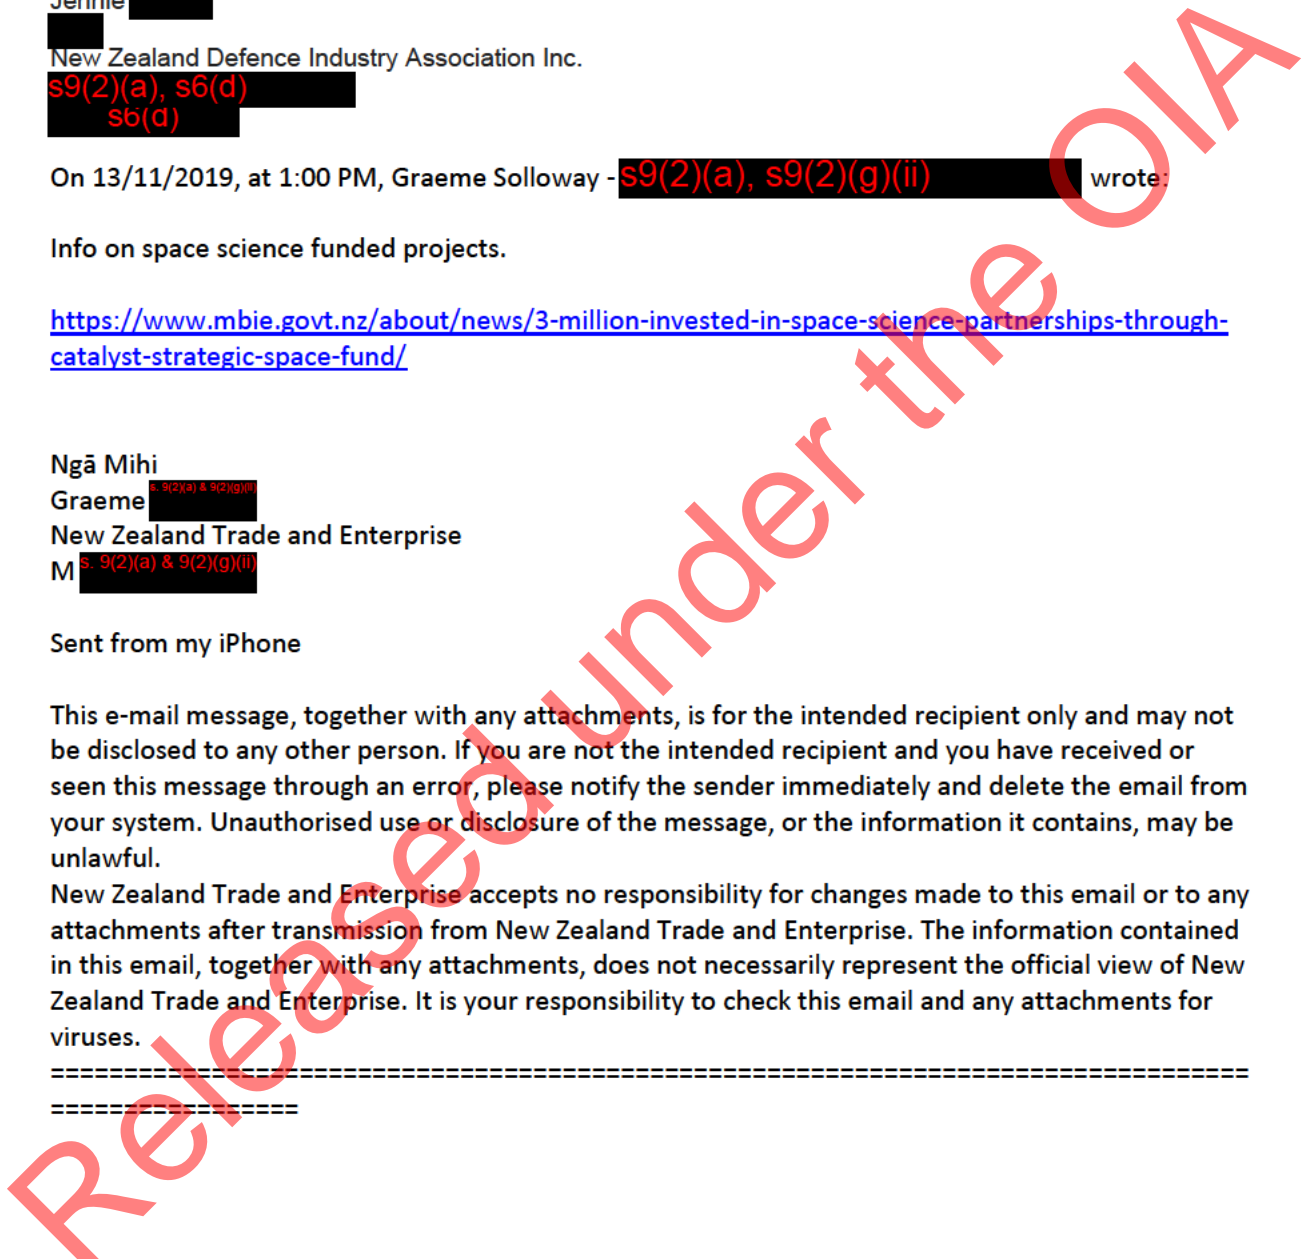 Jennie
New Zealand Defence Industry Association Inc.
s9(2)(a), s6(d)
s6(d)
On 13/11/2019, at 1:00 PM, Graeme Solloway - s9(2)(a), s9(2)(g)(ii) wrote:
Info on space science funded projects.
https://www.mbie.govt.nz/about/news/3-million-invested-in-space-science-partnerships-through-
catalyst-strategic-space-fund/
Ngā Mihi
Graeme s. 9(2)(a) & 9(2)(g)(ii)
New Zealand Trade and Enterprise
M s. 9(2)(a) & 9(2)(g)(ii)
Sent from my iPhone
This e-mail message, together with any attachments, is for the intended recipient only and may not
be disclosed to any other person. If you are not the intended recipient and you have received or
seen this message through an error, please notify the sender immediately and delete the email from
your system. Unauthorised use or disclosure of the message, or the information it contains, may be
unlawful.
New Zealand Trade and Enterprise accepts no responsibility for changes made to this email or to any
attachments after transmission from New Zealand Trade and Enterprise. The information contained
in this email, together with any attachments, does not necessarily represent the official view of New
Zealand Trade and Enterprise. It is your responsibility to check this email and any attachments for
viruses.
==================================================================================
=================
Released under the OIA